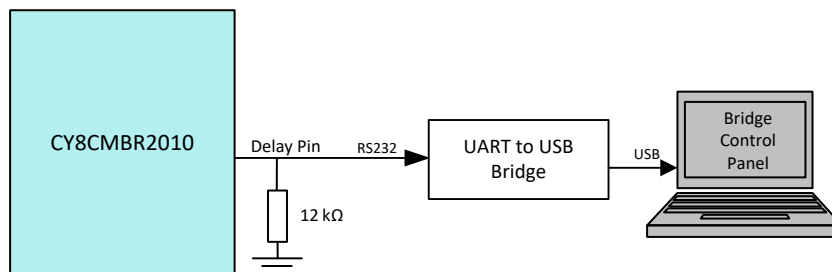 CY8CMBR2010
Delay Pin
RS232
12 kΩ
UART to USB
Bridge
USB
Bridge
Control
Panel